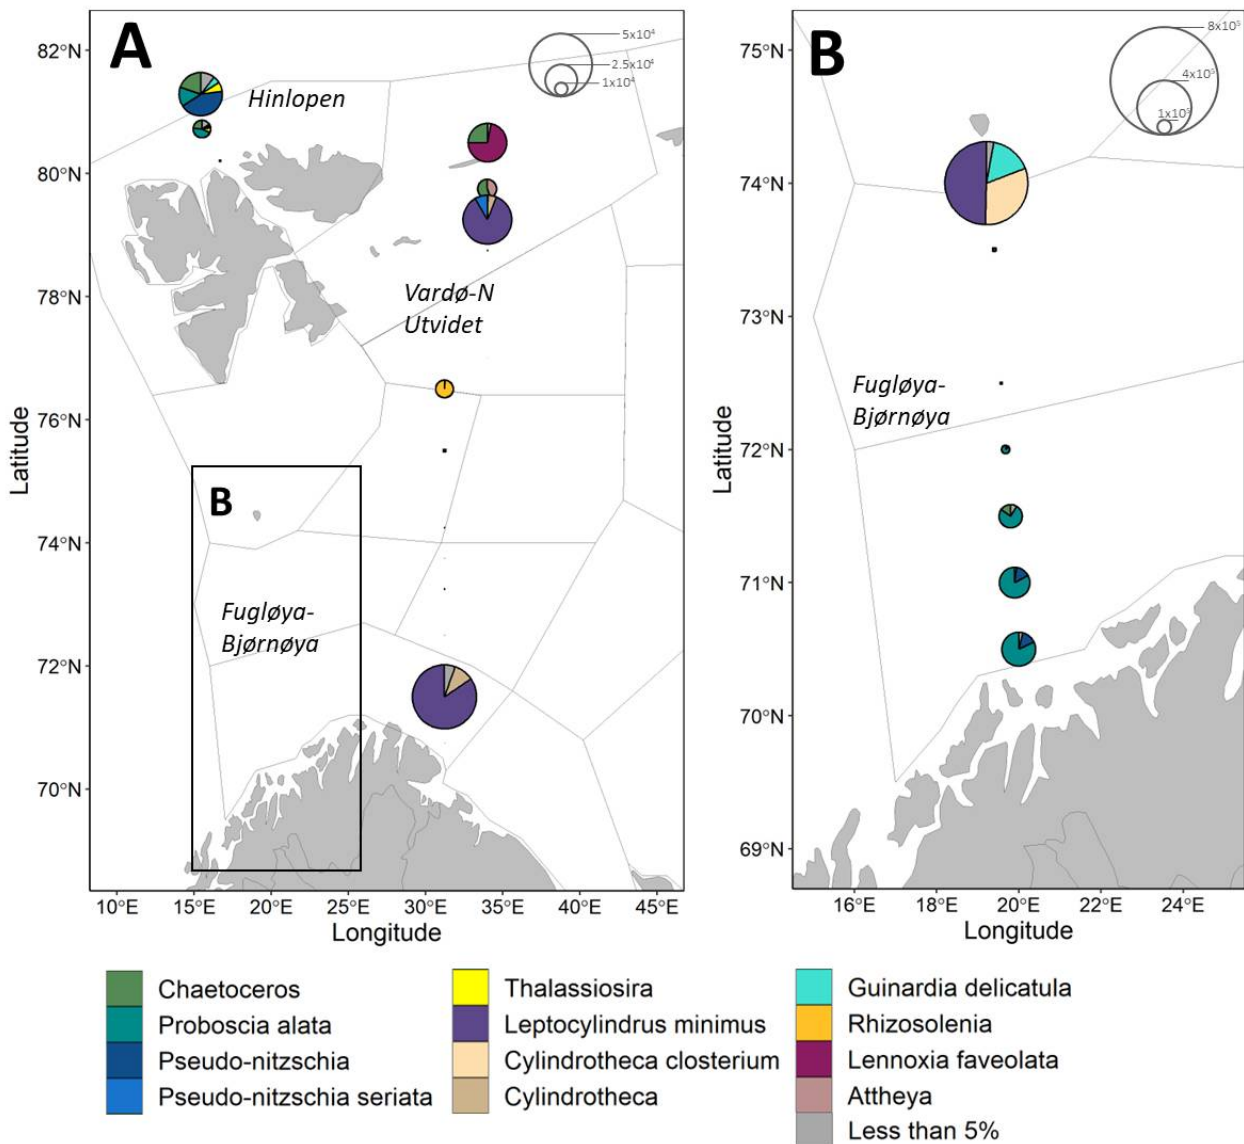 A
5x10⁴
2.5x10⁴
1x10⁴
Hinlopen
Vardø-N
Utvidet
B
Fugløya-
Bjørnøya
82°N
80°N
78°N
76°N
74°N
72°N
70°N
Latitude
10°E 15°E 20°E 25°E 30°E 35°E 40°E 45°E
Longitude
B
8x10⁵
4x10⁵
1x10⁵
Fugløya-
Bjørnøya
75°N
74°N
73°N
72°N
71°N
70°N
69°N
Latitude
16°E 18°E 20°E 22°E 24°E
Longitude
Chaetoceros
Proboscia alata
Pseudo-nitzschia
Pseudo-nitzschia seriata
Thalassiosira
Leptocylindrus minimus
Cylindrotheca closterium
Cylindrotheca
Guinardia delicatula
Rhizosolenia
Lennoxia faveolata
Attheya
Less than 5%